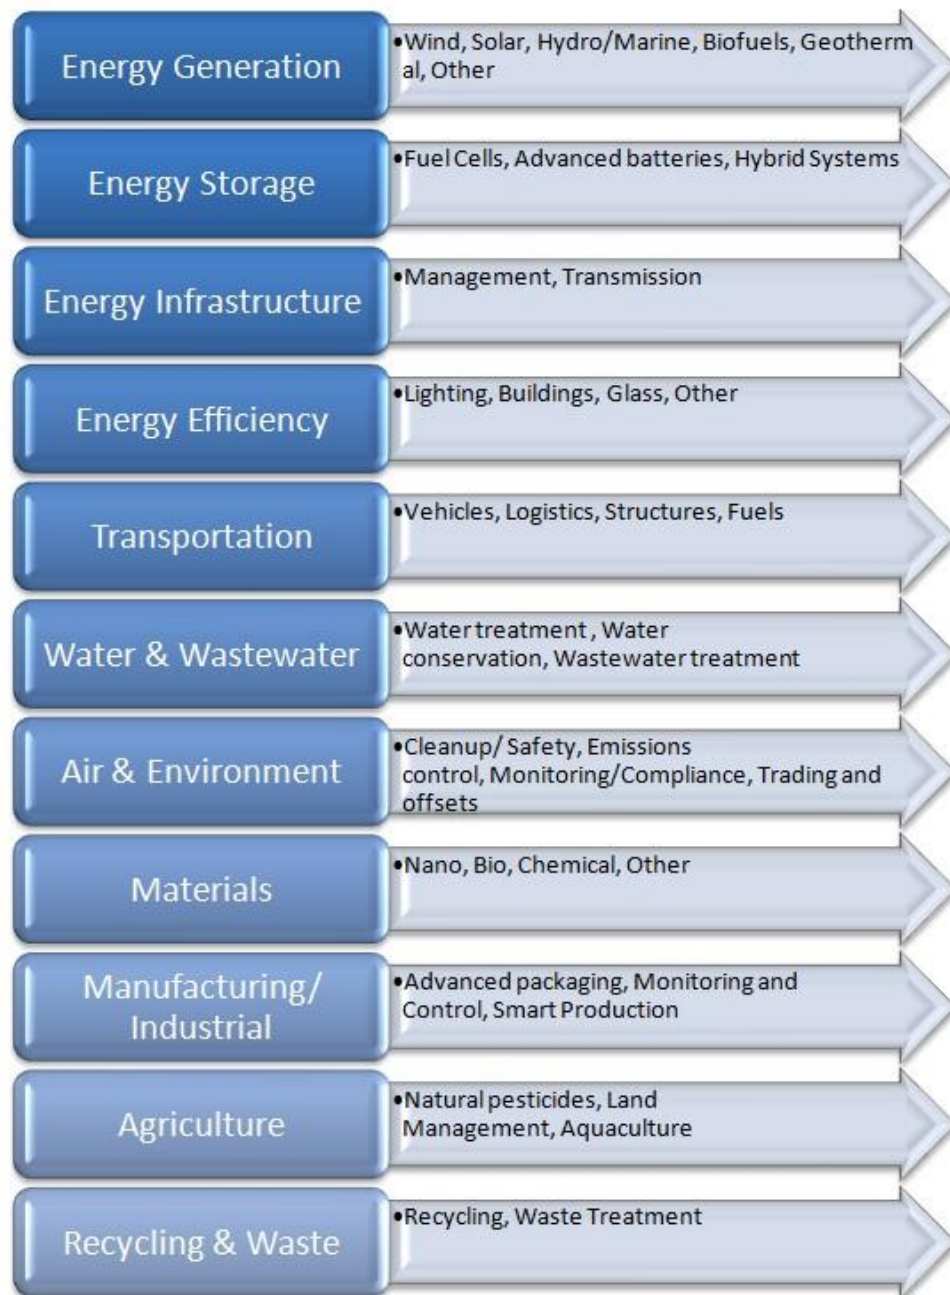 Energy Generation
•Wind, Solar, Hydro/Marine, Biofuels, Geotherm
al, Other
Energy Storage
•Fuel Cells, Advanced batteries, Hybrid Systems
Energy Infrastructure
•Management, Transmission
Energy Efficiency
•Lighting, Buildings, Glass, Other
Transportation
•Vehicles, Logistics, Structures, Fuels
Water & Wastewater
•Water treatment , Water
conservation, Wastewater treatment
Air & Environment
•Cleanup/ Safety, Emissions
control, Monitoring/Compliance, Trading and
offsets
Materials
•Nano, Bio, Chemical, Other
Manufacturing/
Industrial
•Advanced packaging, Monitoring and
Control, Smart Production
Agriculture
•Natural pesticides, Land
Management, Aquaculture
Recycling & Waste
•Recycling, Waste Treatment